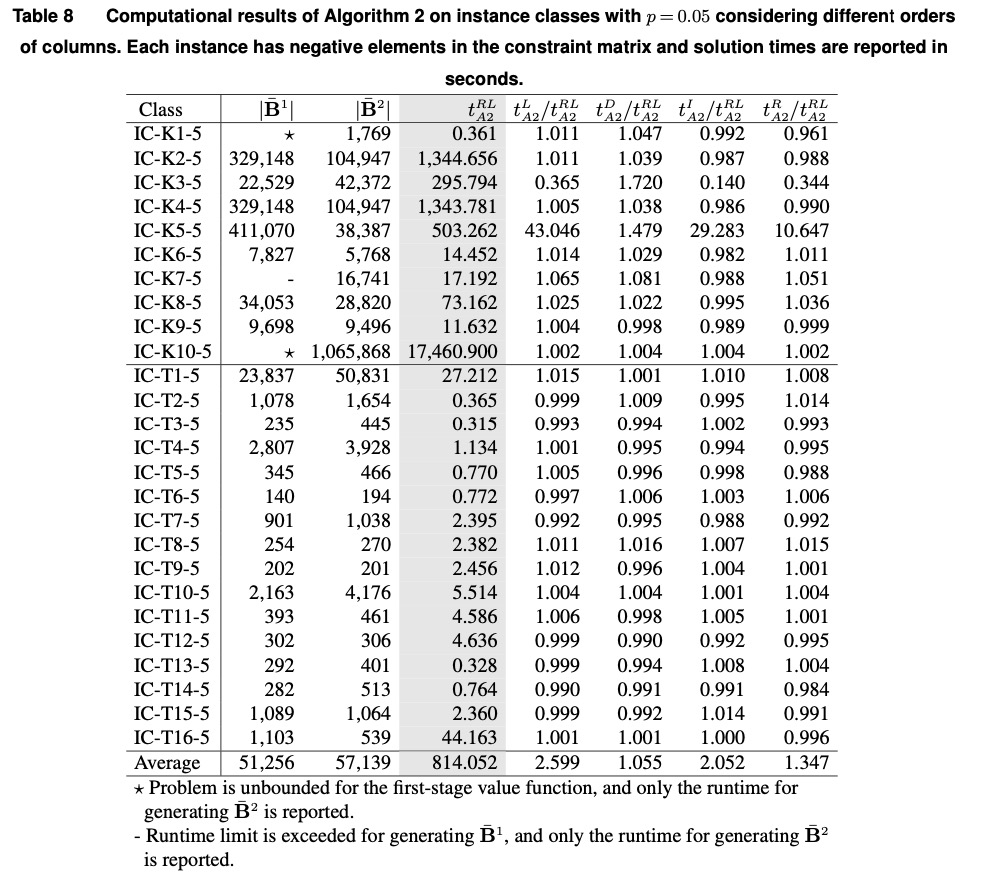 Table 8 Computational results of Algorithm 2 on instance classes with p = 0.05 considering different orders
of columns. Each instance has negative elements in the constraint matrix and solution times are reported in
seconds.
Class |B̄¹| |B̄²| t_{A2}^{RL} t_{A2}^{L}/t_{A2}^{RL} t_{A2}^{D}/t_{A2}^{RL} t_{A2}^{I}/t_{A2}^{RL} t_{A2}^{R}/t_{A2}^{RL}
IC-K1-5 ⋆ 1,769 0.361 1.011 1.047 0.992 0.961
IC-K2-5 329,148 104,947 1,344.656 1.011 1.039 0.987 0.988
IC-K3-5 22,529 42,372 295.794 0.365 1.720 0.140 0.344
IC-K4-5 329,148 104,947 1,343.781 1.005 1.038 0.986 0.990
IC-K5-5 411,070 38,387 503.262 43.046 1.479 29.283 10.647
IC-K6-5 7,827 5,768 14.452 1.014 1.029 0.982 1.011
IC-K7-5 - 16,741 17.192 1.065 1.081 0.988 1.051
IC-K8-5 34,053 28,820 73.162 1.025 1.022 0.995 1.036
IC-K9-5 9,698 9,496 11.632 1.004 0.998 0.989 0.999
IC-K10-5 ⋆ 1,065,868 17,460.900 1.002 1.004 1.004 1.002
IC-T1-5 23,837 50,831 27.212 1.015 1.001 1.010 1.008
IC-T2-5 1,078 1,654 0.365 0.999 1.009 0.995 1.014
IC-T3-5 235 445 0.315 0.993 0.994 1.002 0.993
IC-T4-5 2,807 3,928 1.134 1.001 0.995 0.994 0.995
IC-T5-5 345 466 0.770 1.005 0.996 0.998 0.988
IC-T6-5 140 194 0.772 0.997 1.006 1.003 1.006
IC-T7-5 901 1,038 2.395 0.992 0.995 0.988 0.992
IC-T8-5 254 270 2.382 1.011 1.016 1.007 1.015
IC-T9-5 202 201 2.456 1.012 0.996 1.004 1.001
IC-T10-5 2,163 4,176 5.514 1.004 1.004 1.001 1.004
IC-T11-5 393 461 4.586 1.006 0.998 1.005 1.001
IC-T12-5 302 306 4.636 0.999 0.990 0.992 0.995
IC-T13-5 292 401 0.328 0.999 0.994 1.008 1.004
IC-T14-5 282 513 0.764 0.990 0.991 0.991 0.984
IC-T15-5 1,089 1,064 2.360 0.999 0.992 1.014 0.991
IC-T16-5 1,103 539 44.163 1.001 1.001 1.000 0.996
Average 51,256 57,139 814.052 2.599 1.055 2.052 1.347
⋆ Problem is unbounded for the first-stage value function, and only the runtime for
generating B̄² is reported.
- Runtime limit is exceeded for generating B̄¹, and only the runtime for generating B̄²
is reported.